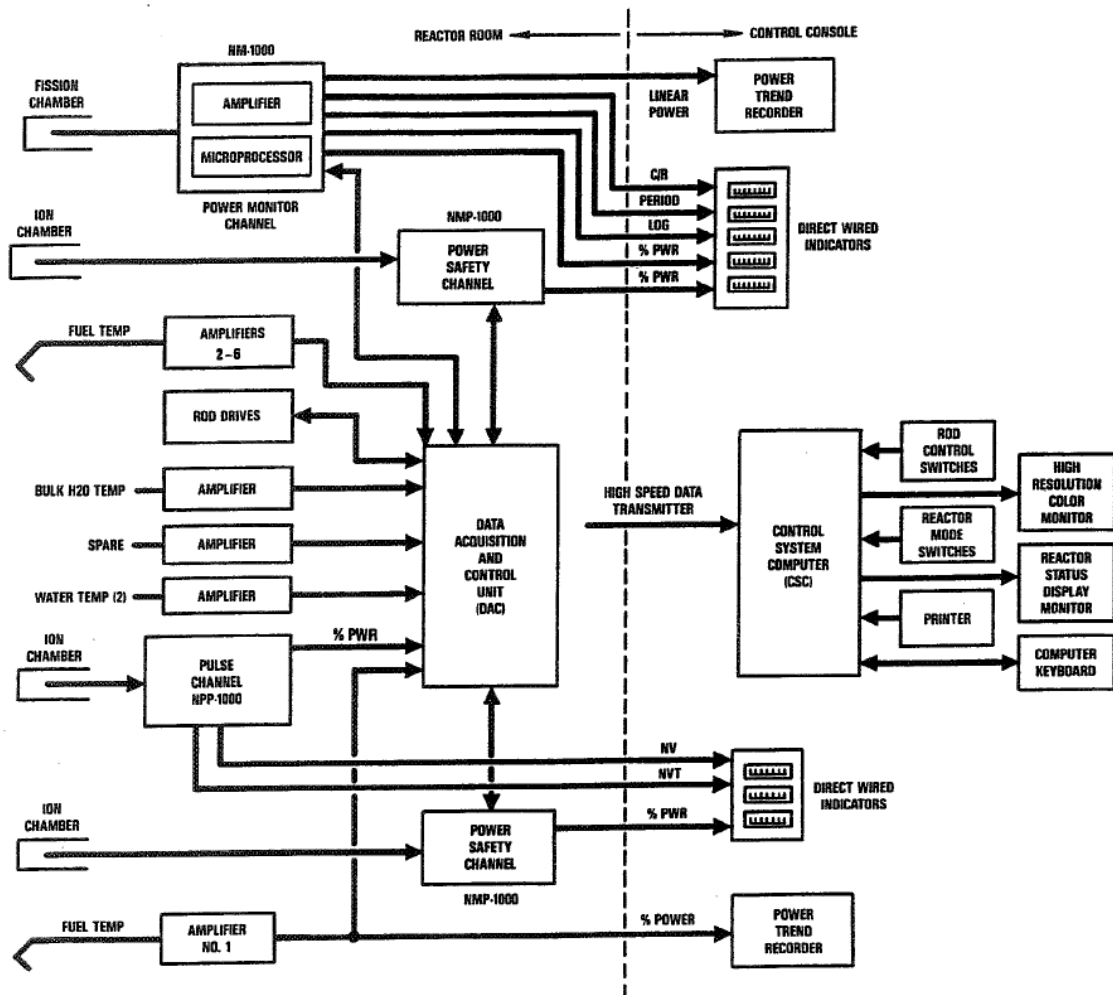 REACTOR ROOM
CONTROL CONSOLE
NM-1000
FISSION
CHAMBER
AMPLIFIER
MICROPROCESSOR
POWER MONITOR
CHANNEL
LINEAR
POWER
POWER
TREND
RECORDER
C/R
PERIOD
LOG
% PWR
% PWR
DIRECT WIRED
INDICATORS
ION
CHAMBER
NMP-1000
POWER
SAFETY
CHANNEL
FUEL TEMP
AMPLIFIERS
2-6
ROD DRIVES
BULK H2O TEMP
AMPLIFIER
SPARE
AMPLIFIER
WATER TEMP (2)
AMPLIFIER
DATA
ACQUISITION
AND
CONTROL
UNIT
(DAC)
HIGH SPEED DATA
TRANSMITTER
CONTROL
SYSTEM
COMPUTER
(CSC)
ROD
CONTROL
SWITCHES
HIGH
RESOLUTION
COLOR
MONITOR
REACTOR
MODE
SWITCHES
REACTOR
STATUS
DISPLAY
MONITOR
PRINTER
COMPUTER
KEYBOARD
ION
CHAMBER
PULSE
CHANNEL
NPP-1000
% PWR
NV
NVT
% PWR
DIRECT WIRED
INDICATORS
ION
CHAMBER
POWER
SAFETY
CHANNEL
NMP-1000
FUEL TEMP
AMPLIFIER
NO. 1
% POWER
POWER
TREND
RECORDER